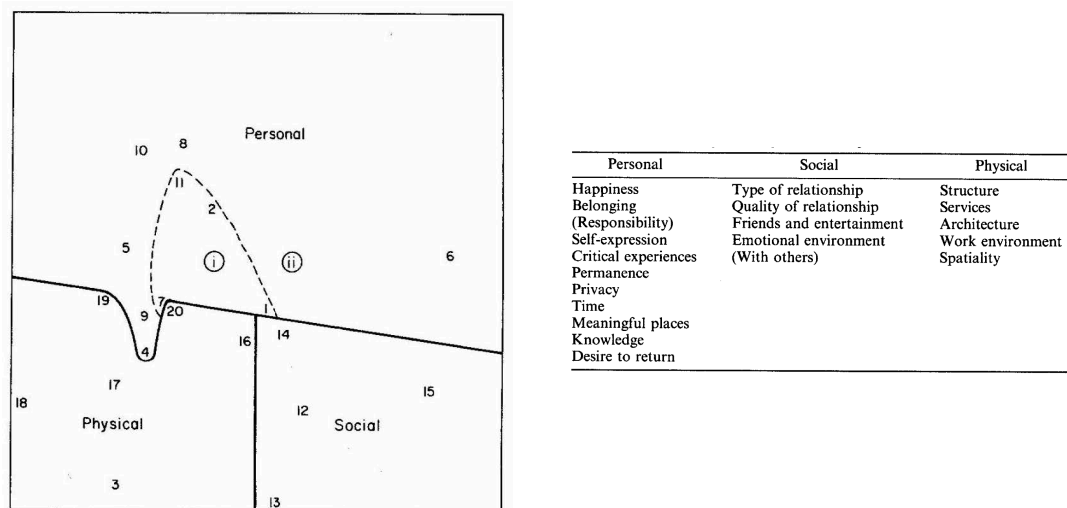 8
Personal
10
11
2
5
i
ii
6
19
7
9
20
1
14
16
4
17
15
18
12
Physical
Social
3
13
Personal Social Physical
Happiness Type of relationship Structure
Belonging Quality of relationship Services
(Responsibility) Friends and entertainment Architecture
Self-expression Emotional environment Work environment
Critical experiences (With others) Spatiality
Permanence
Privacy
Time
Meaningful places
Knowledge
Desire to return